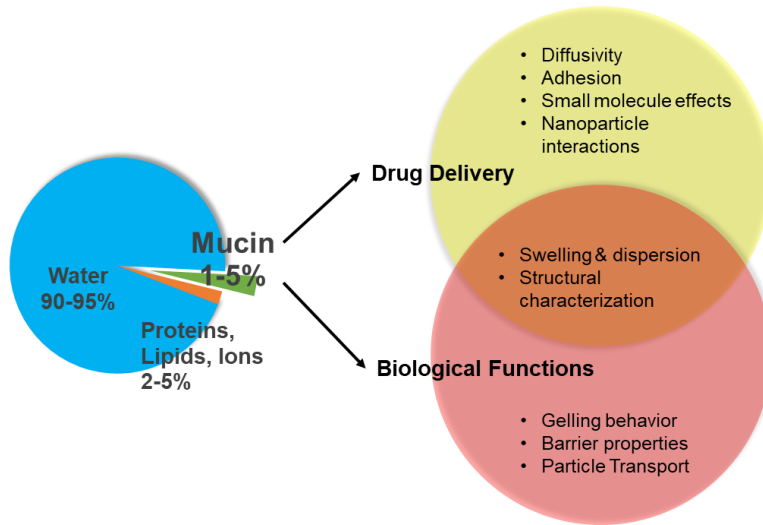 Water
90-95%
Mucin
1-5%
Proteins,
Lipids, Ions
2-5%
Drug Delivery
• Diffusivity
• Adhesion
• Small molecule effects
• Nanoparticle
interactions
• Swelling & dispersion
• Structural
characterization
Biological Functions
• Gelling behavior
• Barrier properties
• Particle Transport